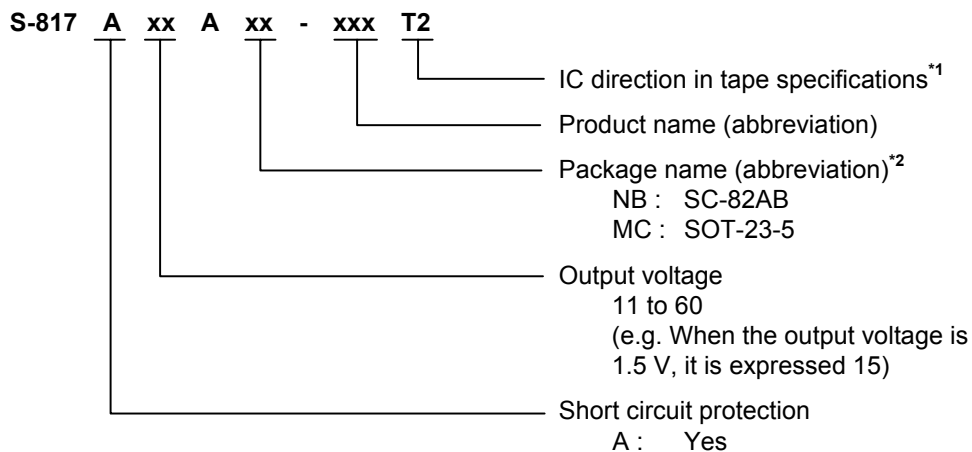 S-817 A xx A xx - xxx T2
IC direction in tape specifications*1
Product name (abbreviation)
Package name (abbreviation)*2
NB : SC-82AB
MC : SOT-23-5
Output voltage
11 to 60
(e.g. When the output voltage is
1.5 V, it is expressed 15)
Short circuit protection
A : Yes